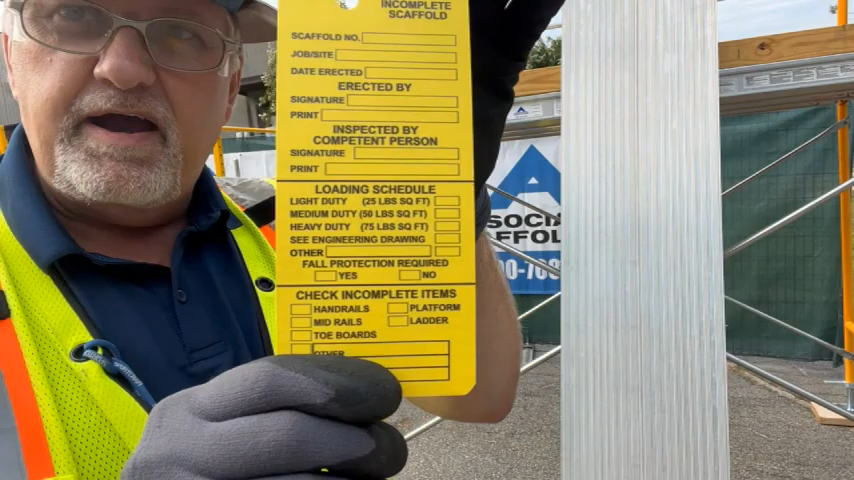 INCOMPLETE
SCAFFOLD
SCAFFOLD NO.
JOB/SITE
DATE ERECTED
ERECTED BY
SIGNATURE
PRINT
INSPECTED BY
COMPETENT PERSON
SIGNATURE
PRINT
LOADING SCHEDULE
LIGHT DUTY (25 LBS SQ FT)
MEDIUM DUTY (50 LBS SQ FT)
HEAVY DUTY (75 LBS SQ FT)
SEE ENGINEERING DRAWING
OTHER
FALL PROTECTION REQUIRED
YES NO
CHECK INCOMPLETE ITEMS
HANDRAILS PLATFORM
MID RAILS LADDER
TOE BOARDS
OTHER